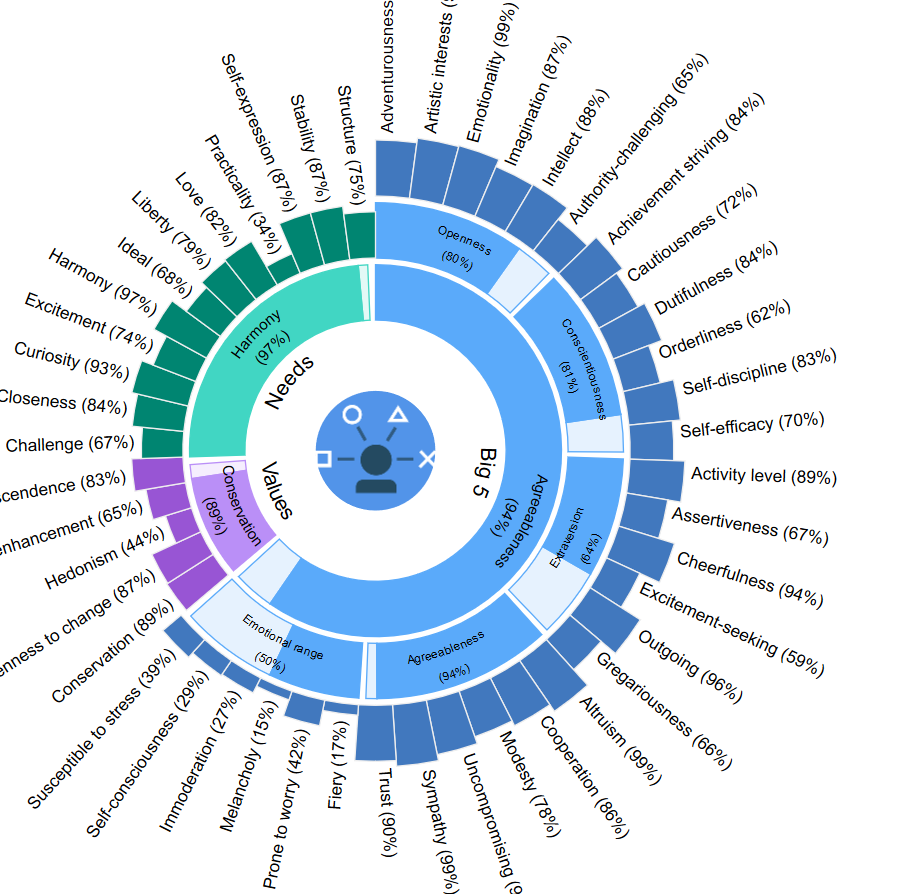 Adventurousness
Artistic interests (
Emotionality (99%)
Imagination (87%)
Intellect (88%)
Authority-challenging (65%)
Achievement striving (84%)
Cautiousness (72%)
Dutifulness (84%)
Orderliness (62%)
Self-discipline (83%)
Self-efficacy (70%)
Activity level (89%)
Assertiveness (67%)
Cheerfulness (94%)
Excitement-seeking (59%)
Outgoing (96%)
Gregariousness (66%)
Altruism (99%)
Cooperation (86%)
Modesty (78%)
Uncompromising (9
Sympathy (99%)
Trust (90%)
Fiery (17%)
Prone to worry (42%)
Melancholy (15%)
Immoderation (27%)
Self-consciousness (29%)
Susceptible to stress (39%)
Conservation (89%)
enness to change (87%)
Hedonism (44%)
enhancement (65%)
scendence (83%)
Challenge (67%)
Closeness (84%)
Curiosity (93%)
Excitement (74%)
Harmony (97%)
Ideal (68%)
Liberty (79%)
Love (82%)
Practicality (34%)
Self-expression (87%)
Stability (87%)
Structure (75%)
Openness
(80%)
Conscientiousness
(81%)
Extraversion
(64%)
Agreeableness
(94%)
Emotional range
(50%)
Conservation
(89%)
Harmony
(97%)
Agreeableness
(94%)
Big 5
Values
Needs